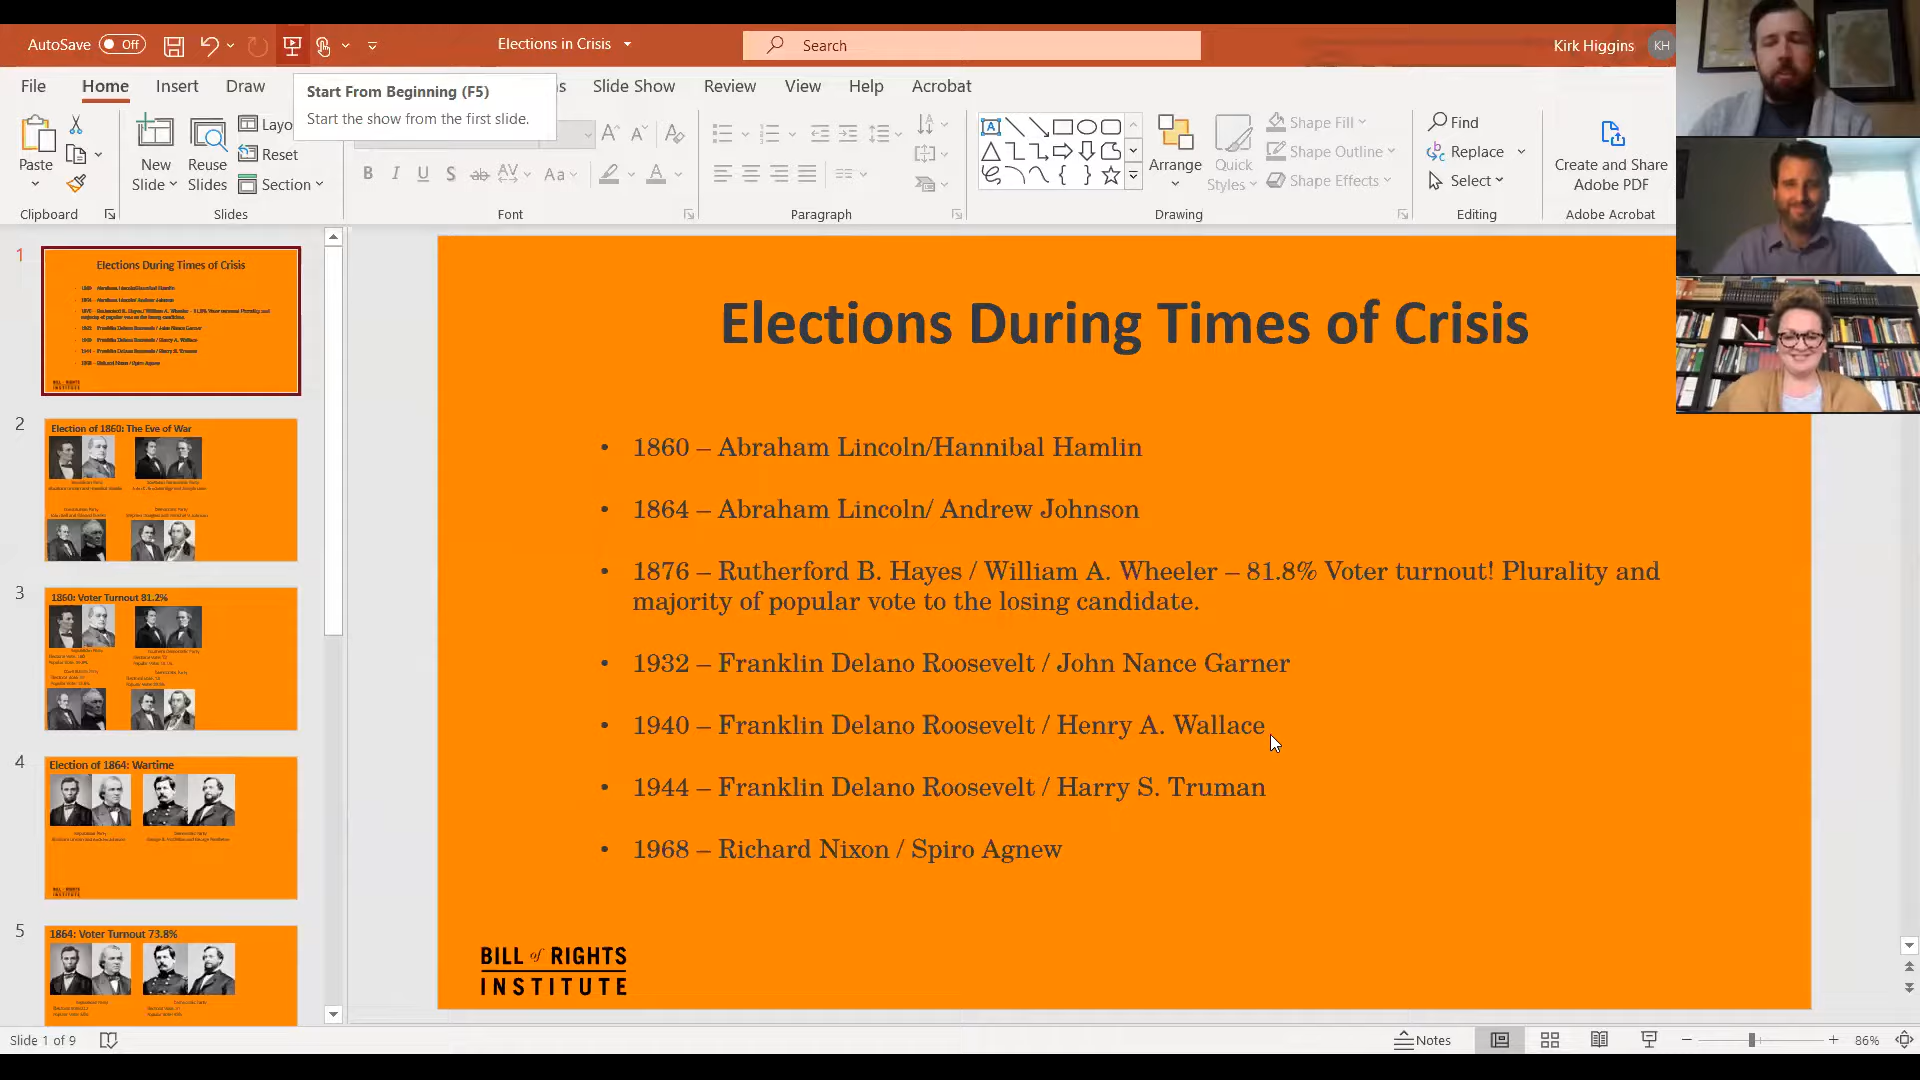 AutoSave Off
Elections in Crisis
Search
Kirk Higgins KH
File Home Insert Draw Slide Show Review View Help Acrobat
Start From Beginning (F5)
Start the show from the first slide.
Paste
New
Slide
Reuse
Slides
Reset
Section
B I U S ab AV Aa A
Arrange
Quick
Styles
Shape Fill
Shape Outline
Shape Effects
Find
Replace
Select
Create and Share
Adobe PDF
Clipboard Slides Font Paragraph Drawing Editing Adobe Acrobat
1
Elections During Times of Crisis
2
Election of 1860: The Eve of War
3
1860: Voter Turnout 81.2%
4
Election of 1864: Wartime
5
1864: Voter Turnout 73.8%
Elections During Times of Crisis
• 1860 – Abraham Lincoln/Hannibal Hamlin
• 1864 – Abraham Lincoln/ Andrew Johnson
• 1876 – Rutherford B. Hayes / William A. Wheeler – 81.8% Voter turnout! Plurality and
majority of popular vote to the losing candidate.
• 1932 – Franklin Delano Roosevelt / John Nance Garner
• 1940 – Franklin Delano Roosevelt / Henry A. Wallace
• 1944 – Franklin Delano Roosevelt / Harry S. Truman
• 1968 – Richard Nixon / Spiro Agnew
BILL of RIGHTS
INSTITUTE
Slide 1 of 9
Notes
86%